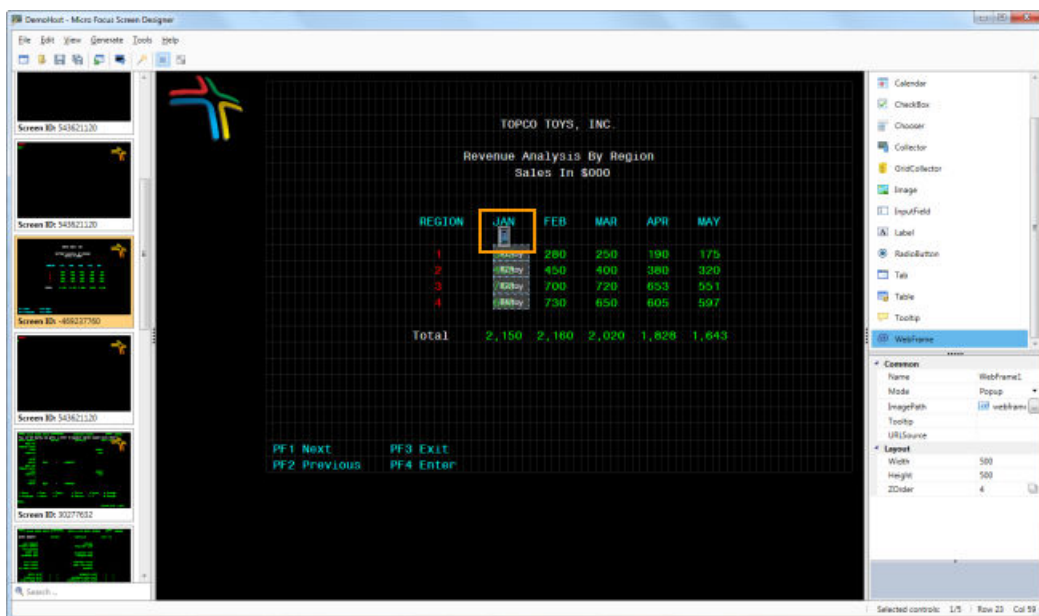 DemoHost - Micro Focus Screen Designer
File Edit View Generate Tools Help
Screen ID: 543621120
Screen ID: 543621120
Screen ID: -469237760
Screen ID: 543621120
Screen ID: 30277652
Search...
TOPCO TOYS, INC.
Revenue Analysis By Region
Sales In $000
REGION JAN FEB MAR APR MAY
1 280 250 190 175
2 450 400 380 320
3 700 720 653 551
4 730 650 605 597
Total 2,150 2,160 2,020 1,828 1,643
PF1 Next PF3 Exit
PF2 Previous PF4 Enter
Calendar
CheckBox
Chooser
Collector
GridCollector
Image
InputField
Label
RadioButton
Tab
Table
Tooltip
WebFrame
Common
Name WebFrame1
Mode Popup
ImagePath webframe
Tooltip
URLSource
Layout
Width 500
Height 500
ZOrder 4
Selected controls: 1/5 Row 23 Col 59